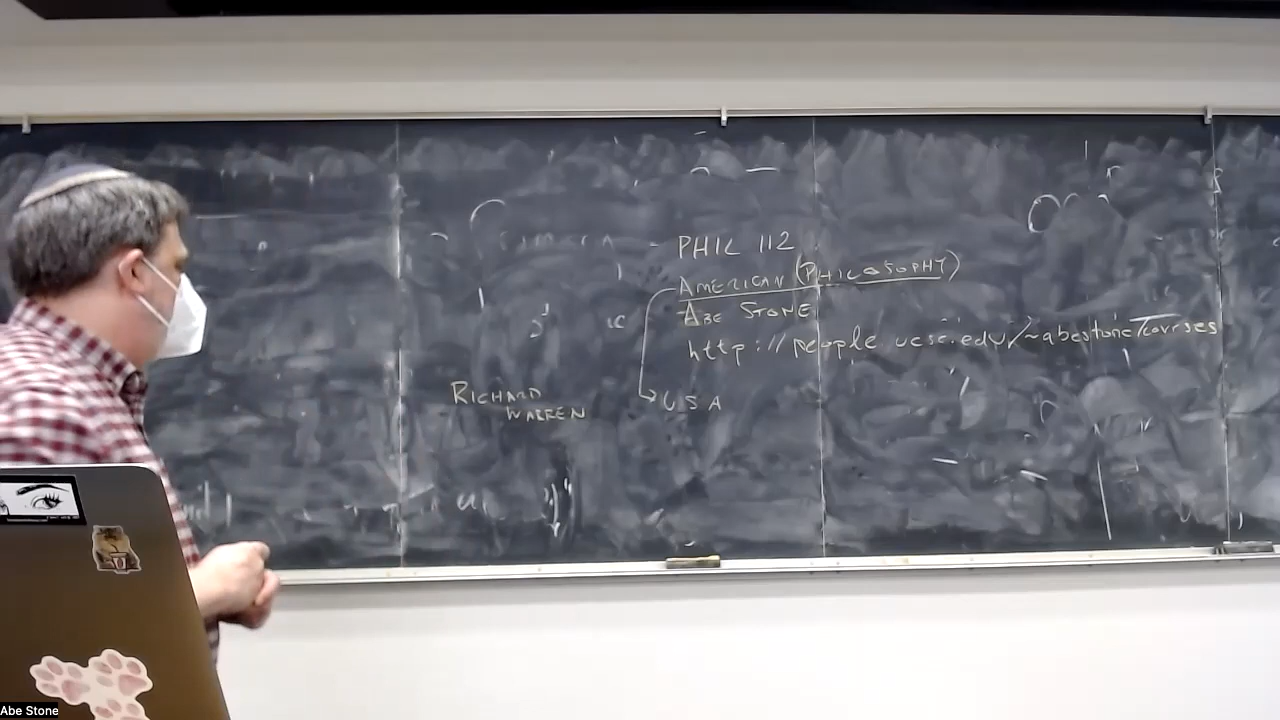 PHIL 112
AMERICAN (PHILOSOPHY)
ABE STONE
http://people.ucsc.edu/~abestone/courses
RICHARD
WARREN
USA
Abe Stone